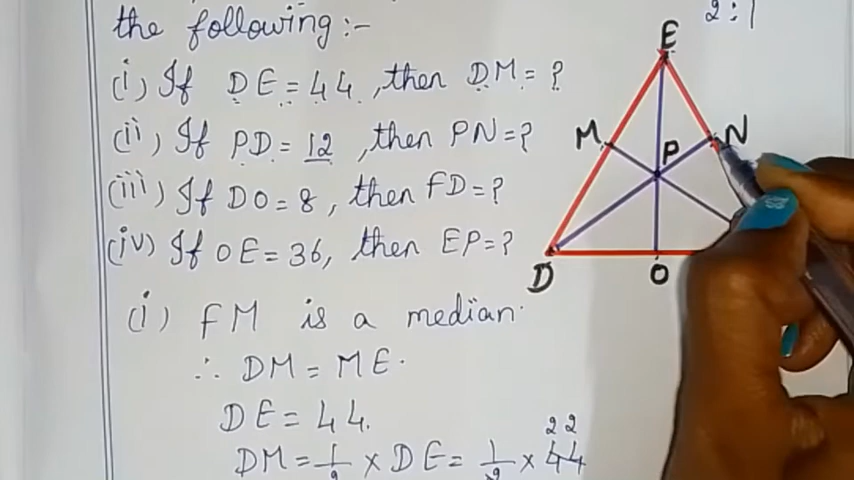 the following :-
2 : 1
(i) If DE = 44 , then DM = ?
(ii) If PD = 12 , then PN = ?
(iii) If DO = 8 , then FD = ?
(iv) If OE = 36 , then EP = ?
E
M
N
P
D
O
(i) FM is a median.
∴ DM = ME.
DE = 44.
22
DM = 1/2 × DE = 1/2 × 44